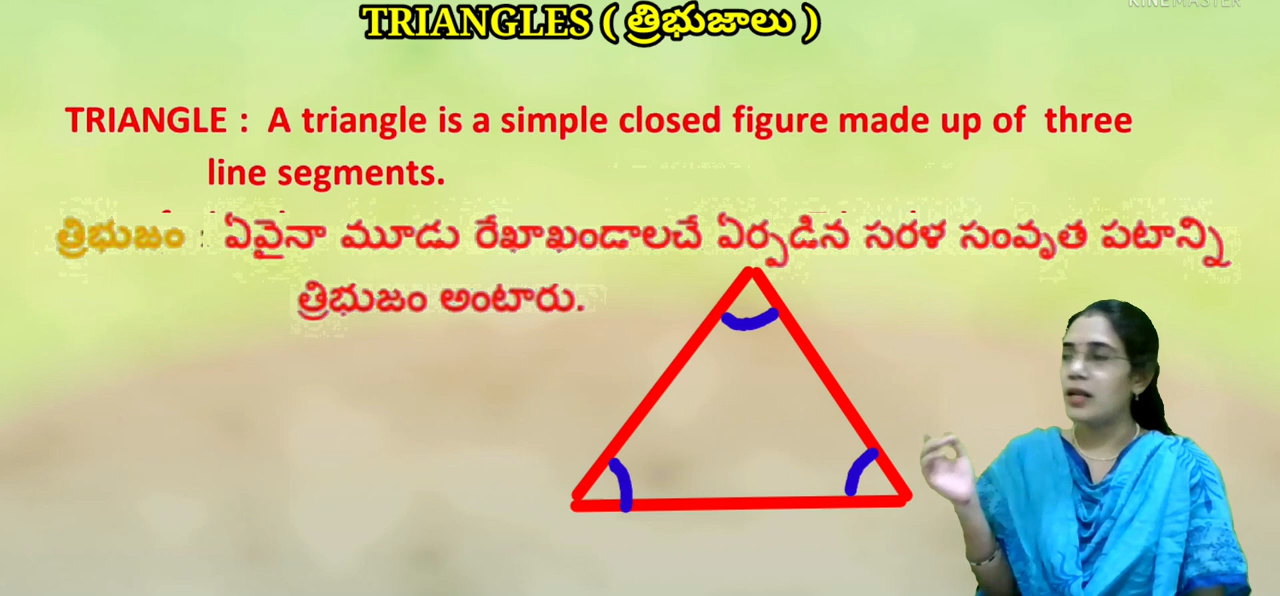 KINEMASTER
TRIANGLES ( త్రిభుజాలు )
TRIANGLE : A triangle is a simple closed figure made up of three
line segments.
త్రిభుజం : ఏవైనా మూడు రేఖాఖండాలచే ఏర్పడిన సరళ సంవృత పటాన్ని
త్రిభుజం అంటారు.